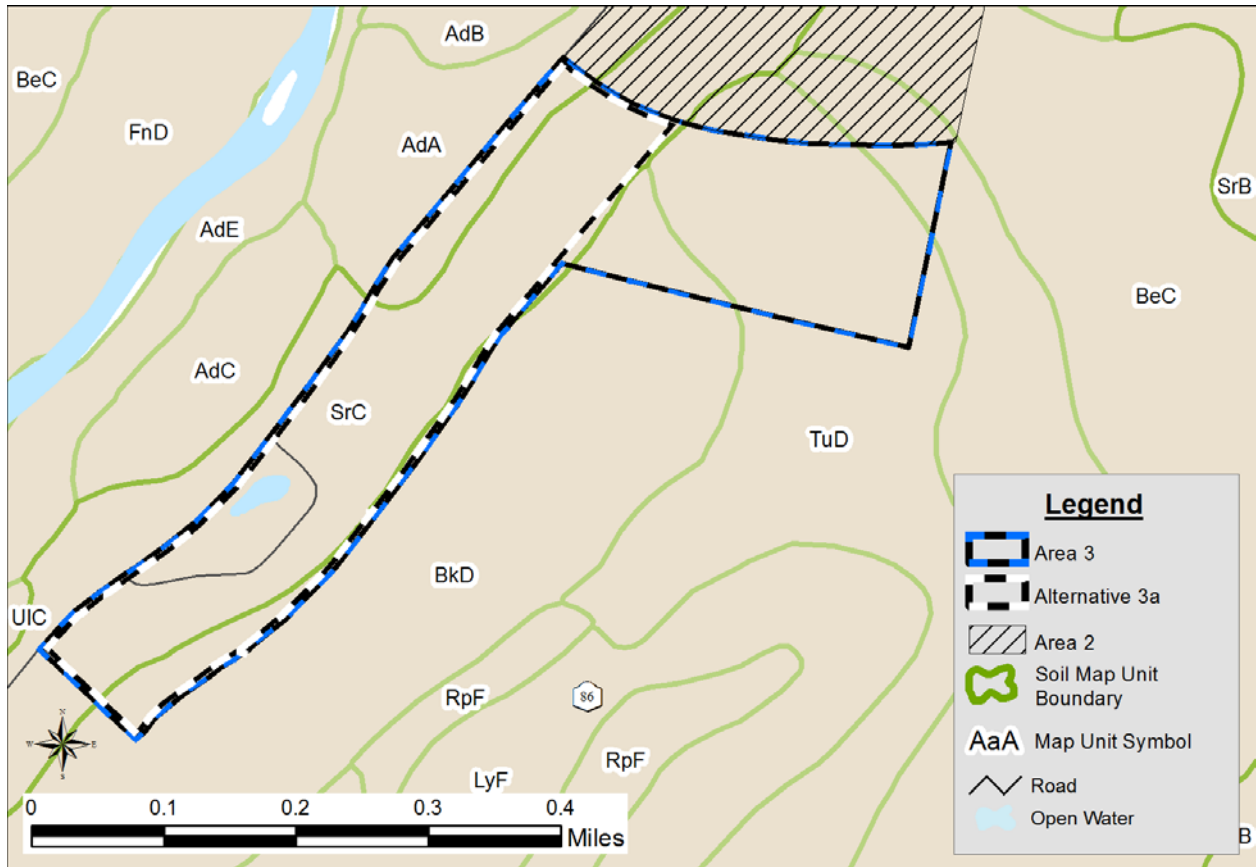 AdB
BeC
FnD
AdA
SrB
AdE
BeC
AdC
SrC
TuD
BkD
UlC
RpF
86
RpF
LyF
N
W E
S
0 0.1 0.2 0.3 0.4
Miles
Legend
Area 3
Alternative 3a
Area 2
Soil Map Unit
Boundary
AaA Map Unit Symbol
Road
Open Water
B